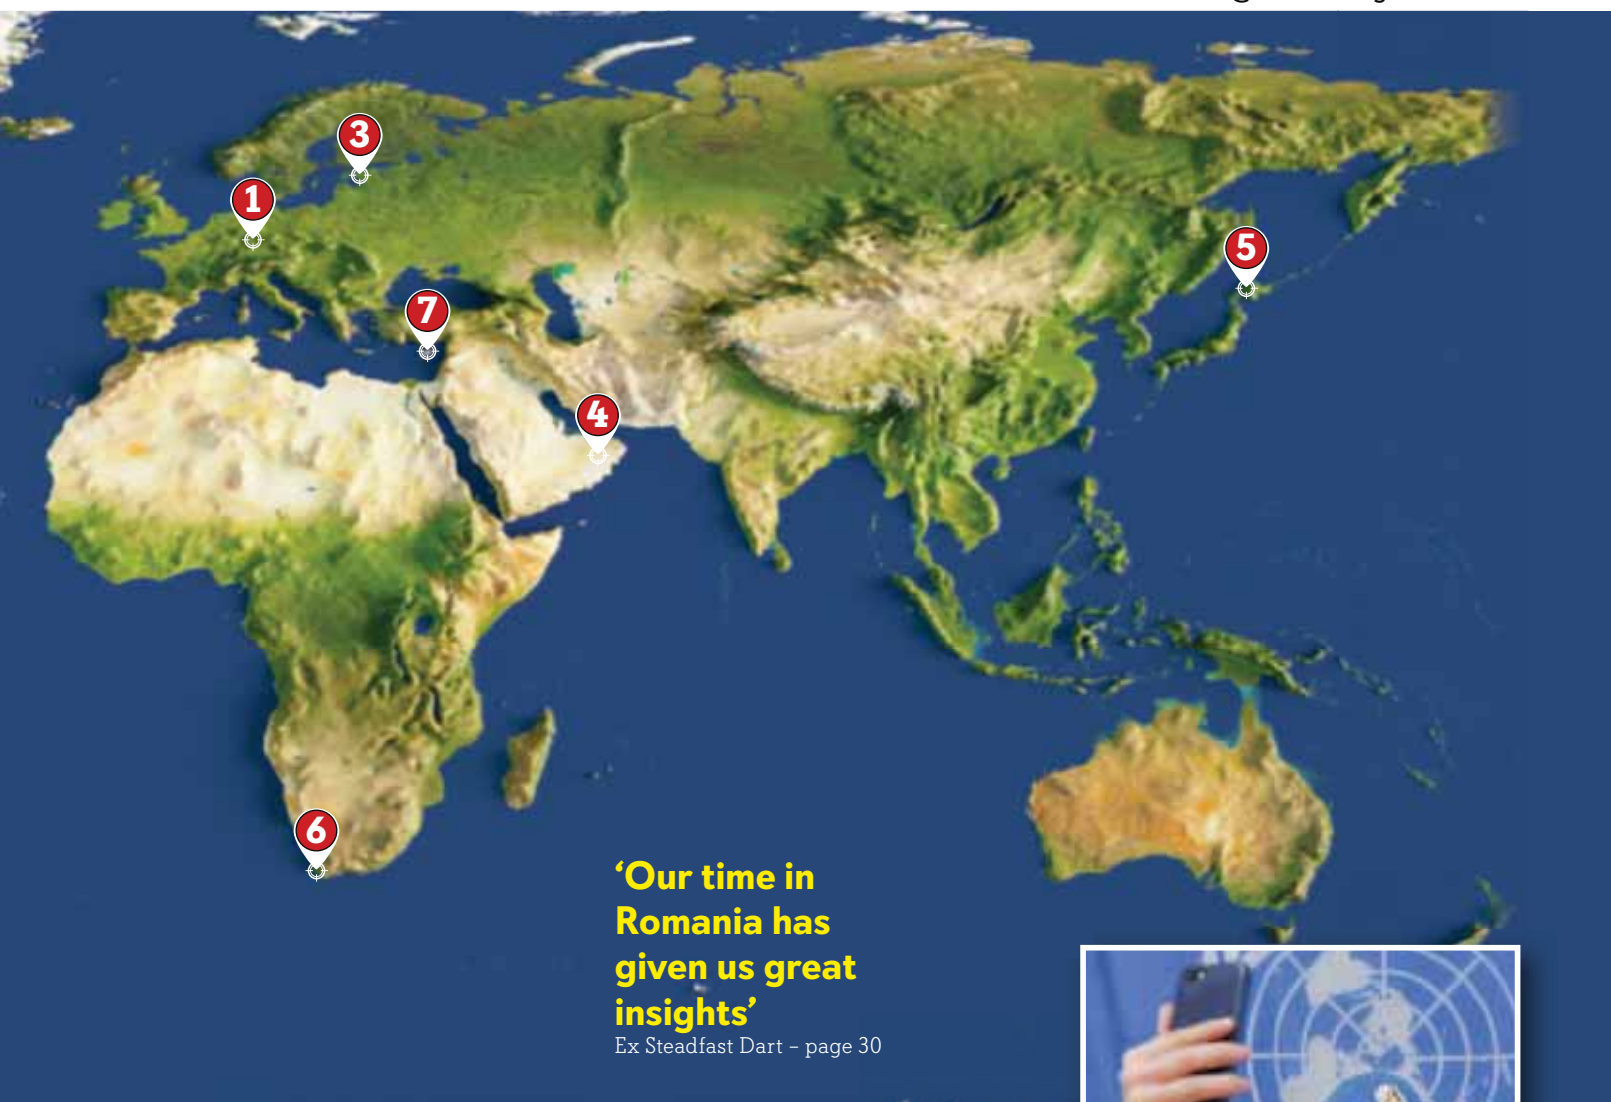 3
1
5
7
4
6
‘Our time in
Romania has
given us great
insights’
Ex Steadfast Dart – page 30